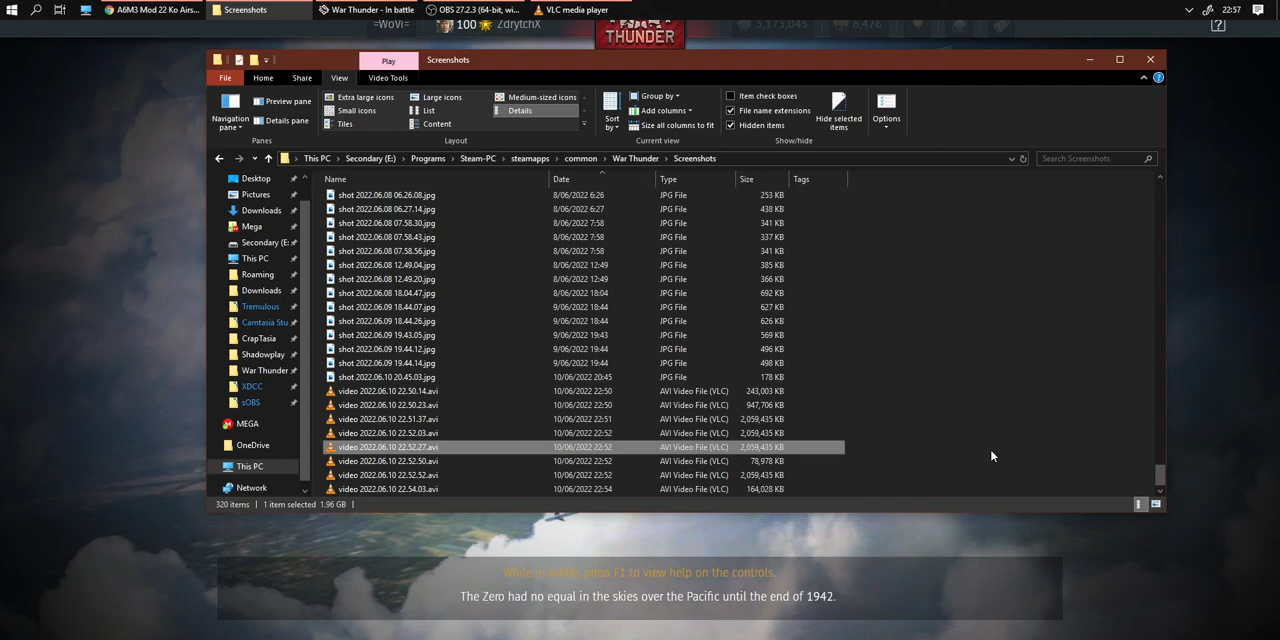 A6M3 Mod 22 Ko Airs...
Screenshots
War Thunder - In battle
OBS 27.2.3 (64-bit, wi...
VLC media player
22:57
=WoVi=
100
ZdrytchX
THUNDER
3,173,045
6,476
Play
Screenshots
File
Home
Share
View
Video Tools
Navigation pane
Preview pane
Details pane
Panes
Extra large icons
Large icons
Medium-sized icons
Small icons
List
Details
Tiles
Content
Layout
Sort by
Group by
Add columns
Size all columns to fit
Current view
Item check boxes
File name extensions
Hidden items
Hide selected items
Show/hide
Options
This PC > Secondary (E:) > Programs > Steam-PC > steamapps > common > War Thunder > Screenshots
Search Screenshots
Desktop
Pictures
Downloads
Mega
Secondary (E:
This PC
Roaming
Downloads
Tremulous
Camtasia Stu
CrapTasia
Shadowplay
War Thunder
XDCC
sOBS
MEGA
OneDrive
This PC
Network
Name Date Type Size Tags
shot 2022.06.08 06.26.08.jpg 8/06/2022 6:26 JPG File 253 KB
shot 2022.06.08 06.27.14.jpg 8/06/2022 6:27 JPG File 438 KB
shot 2022.06.08 07.58.30.jpg 8/06/2022 7:58 JPG File 341 KB
shot 2022.06.08 07.58.43.jpg 8/06/2022 7:58 JPG File 337 KB
shot 2022.06.08 07.58.56.jpg 8/06/2022 7:58 JPG File 341 KB
shot 2022.06.08 12.49.04.jpg 8/06/2022 12:49 JPG File 385 KB
shot 2022.06.08 12.49.20.jpg 8/06/2022 12:49 JPG File 366 KB
shot 2022.06.08 18.04.47.jpg 8/06/2022 18:04 JPG File 692 KB
shot 2022.06.09 18.44.07.jpg 9/06/2022 18:44 JPG File 627 KB
shot 2022.06.09 18.44.26.jpg 9/06/2022 18:44 JPG File 626 KB
shot 2022.06.09 19.43.05.jpg 9/06/2022 19:43 JPG File 569 KB
shot 2022.06.09 19.44.12.jpg 9/06/2022 19:44 JPG File 496 KB
shot 2022.06.09 19.44.14.jpg 9/06/2022 19:44 JPG File 498 KB
shot 2022.06.10 20.45.03.jpg 10/06/2022 20:45 JPG File 178 KB
video 2022.06.10 22.50.14.avi 10/06/2022 22:50 AVI Video File (VLC) 243,003 KB
video 2022.06.10 22.50.23.avi 10/06/2022 22:50 AVI Video File (VLC) 947,706 KB
video 2022.06.10 22.51.37.avi 10/06/2022 22:51 AVI Video File (VLC) 2,059,435 KB
video 2022.06.10 22.52.03.avi 10/06/2022 22:52 AVI Video File (VLC) 2,059,435 KB
video 2022.06.10 22.52.27.avi 10/06/2022 22:52 AVI Video File (VLC) 2,059,435 KB
video 2022.06.10 22.52.50.avi 10/06/2022 22:52 AVI Video File (VLC) 78,978 KB
video 2022.06.10 22.52.52.avi 10/06/2022 22:52 AVI Video File (VLC) 2,059,435 KB
video 2022.06.10 22.54.03.avi 10/06/2022 22:54 AVI Video File (VLC) 164,028 KB
320 items
1 item selected 1.96 GB
While in battle, press F1 to view help on the controls.
The Zero had no equal in the skies over the Pacific until the end of 1942.